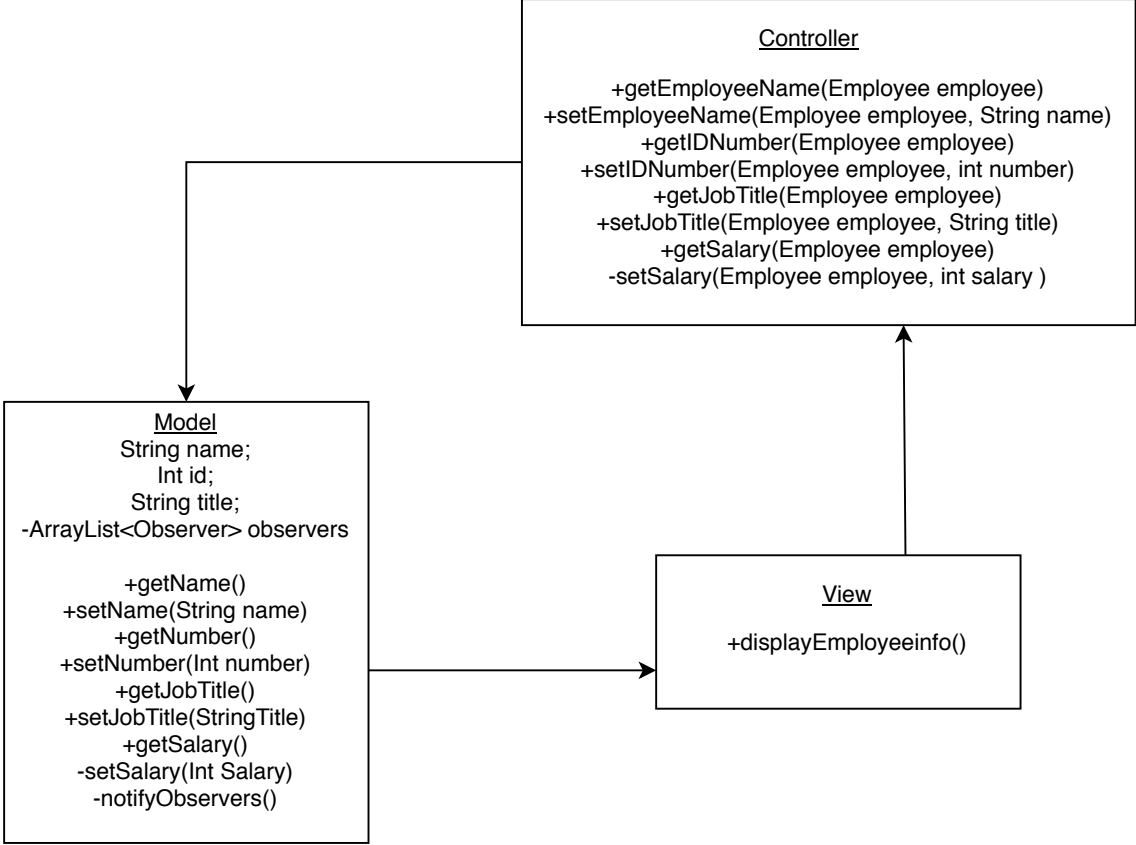 Controller
+getEmployeeName(Employee employee)
+setEmployeeName(Employee employee, String name)
+getIDNumber(Employee employee)
+setIDNumber(Employee employee, int number)
+getJobTitle(Employee employee)
+setJobTitle(Employee employee, String title)
+getSalary(Employee employee)
-setSalary(Employee employee, int salary )
Model
String name;
Int id;
String title;
-ArrayList<Observer> observers
+getName()
+setName(String name)
+getNumber()
+setNumber(Int number)
+getJobTitle()
+setJobTitle(StringTitle)
+getSalary()
-setSalary(Int Salary)
-notifyObservers()
View
+displayEmployeeinfo()